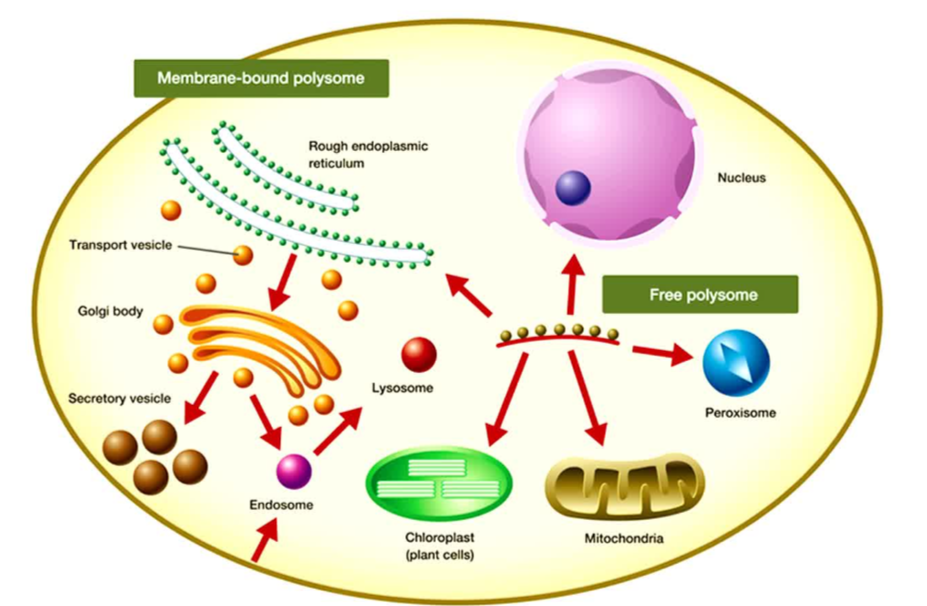 Membrane-bound polysome
Rough endoplasmic
reticulum
Nucleus
Transport vesicle
Free polysome
Golgi body
Lysosome
Secretory vesicle
Peroxisome
Endosome
Chloroplast
(plant cells)
Mitochondria